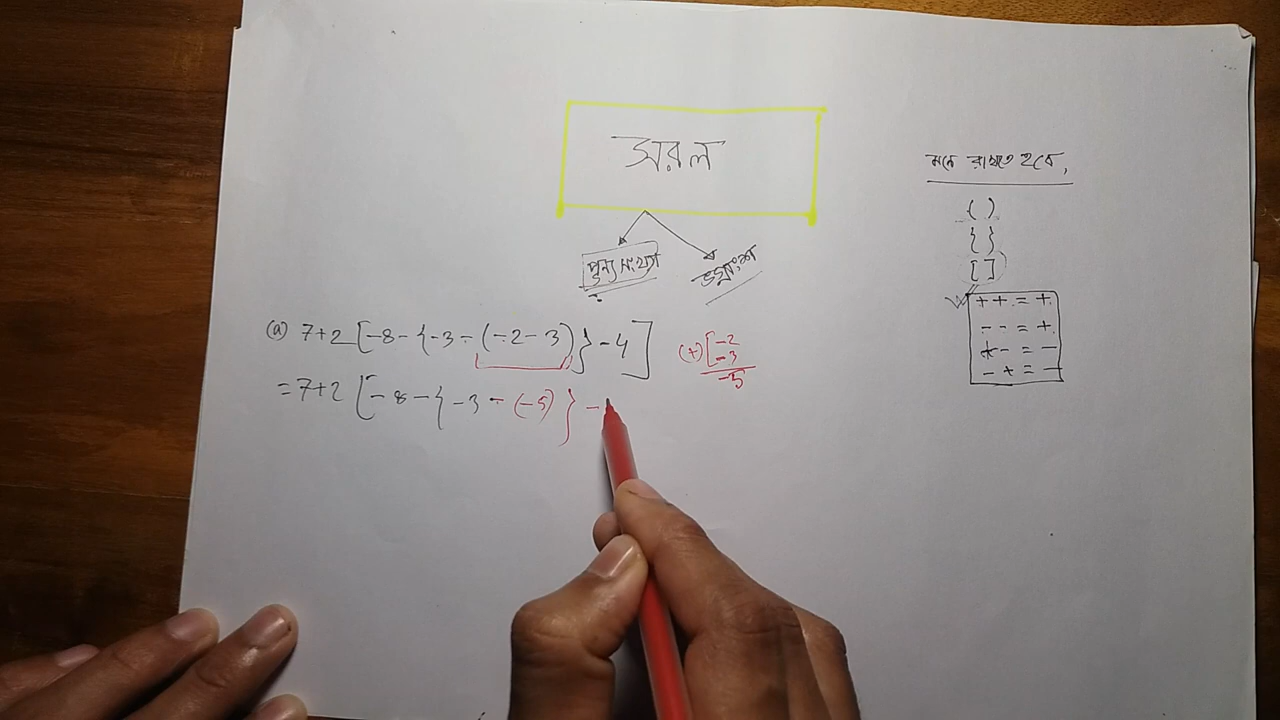 সরল
পূর্ণ্য সংখ্যা
ভগ্নাংশ
(a) 7+2[-8-{-3-(-2-3)}-4]
=7+2[-8-{-3-(-5)}-
(+)[-2
-3
-5
মনে রাখতে হবে,
( )
{ }
[ ]
++=+
--=+
+-=-
-+=-